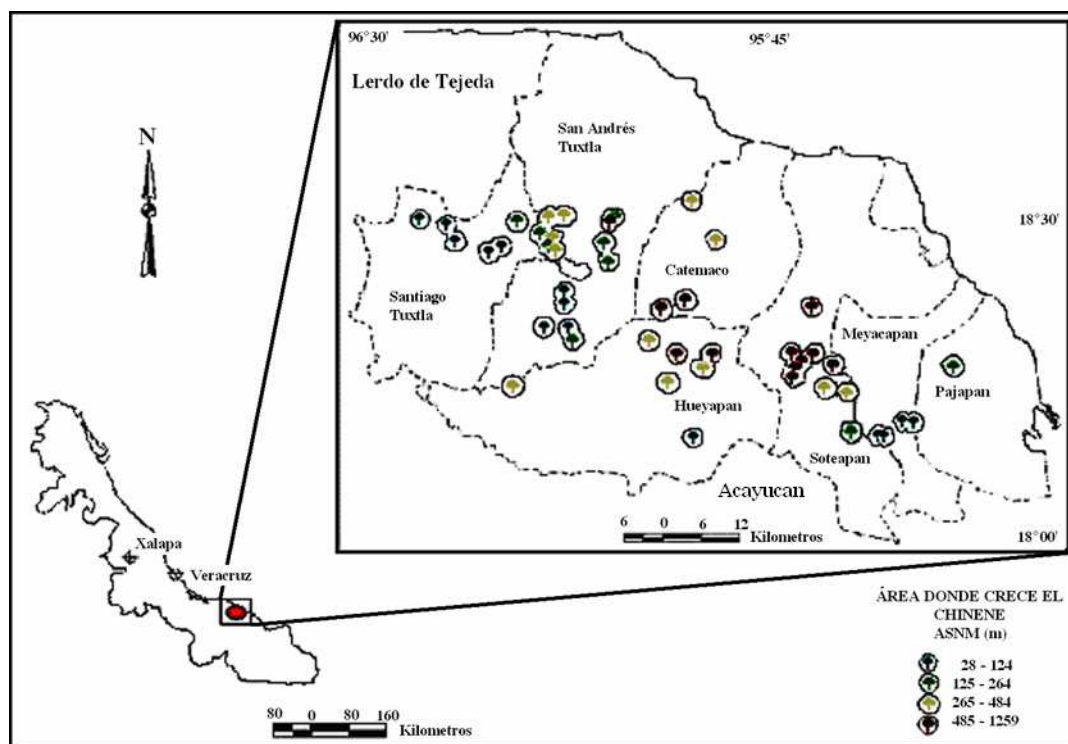 96°30'
95°45'
Lerdo de Tejeda
San Andrés
Tuxtla
N
18°30'
Catemaco
Santiago
Tuxtla
Meyacapan
Pajapan
Hueyapan
Soteapan
Acayucan
6 0 6 12
Kilometros
18°00'
Xalapa
Veracruz
ÁREA DONDE CRECE EL
CHINENE
ASNM (m)
28 - 124
125 - 264
265 - 484
485 - 1259
80 0 80 160
Kilometros